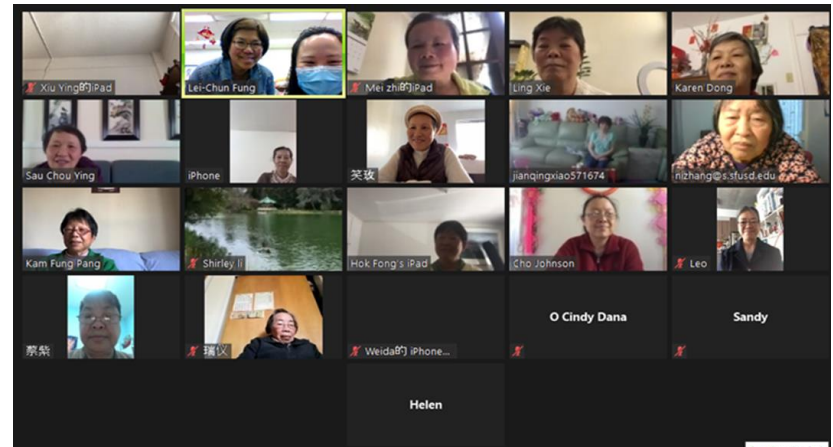 Xiu Ying的iPad
Lei-Chun Fung
Mei zhi的iPad
Ling Xie
Karen Dong
Sau Chou Ying
iPhone
笑玫
jianqingxiao571674
nizhang@s.sfusd.edu
Kam Fung Pang
Shirley li
Hok Fong's iPad
Cho Johnson
Leo
蔡紫
瑞仪
Weida的 iPhone...
O Cindy Dana
Sandy
Helen